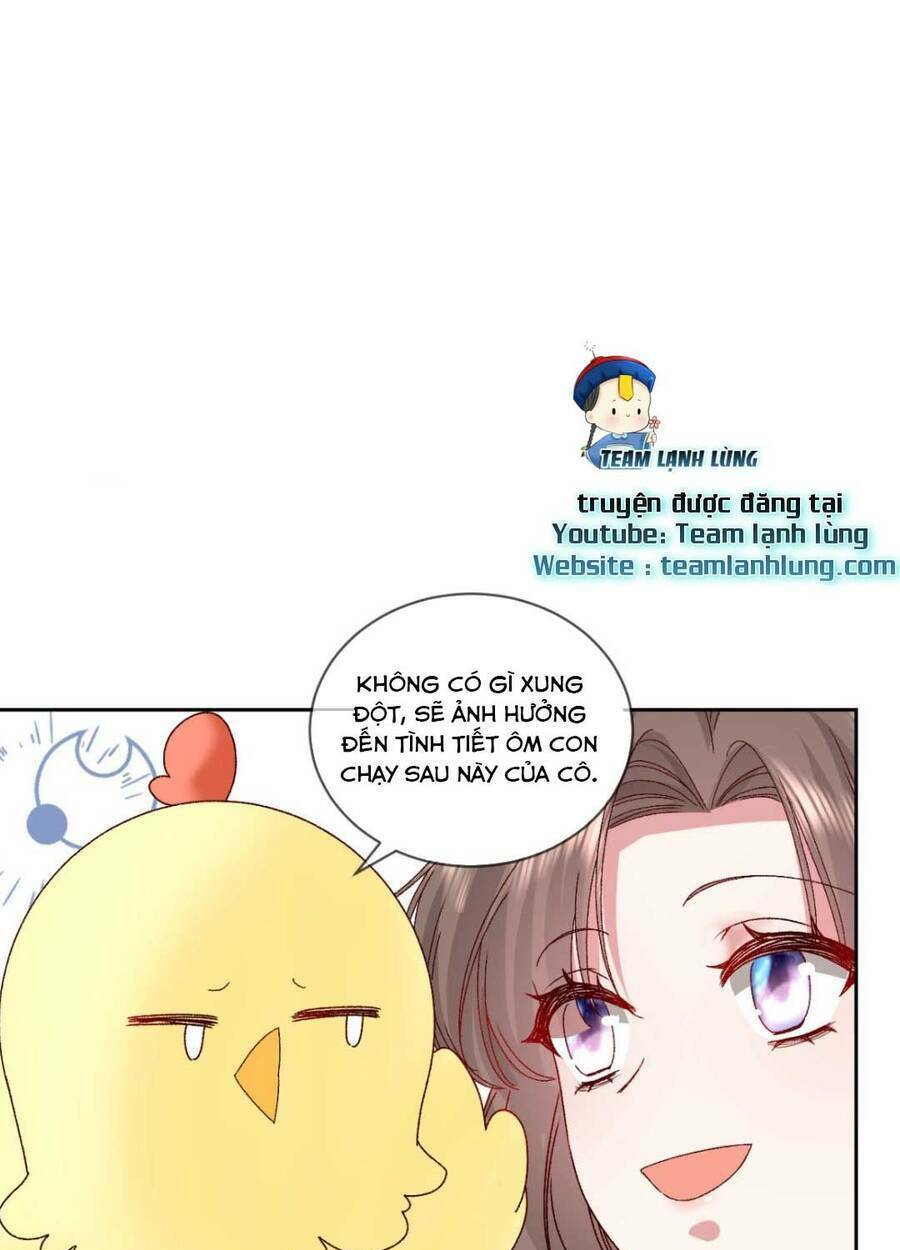 TEAM LẠNH LÙNG
truyện được đăng tại
Youtube: Team lạnh lùng
Website : teamlanhlung.com
KHÔNG CÓ GÌ XUNG
ĐỘT, SẼ ẢNH HƯỞNG
ĐẾN TÌNH TIẾT ÔM CON
CHẠY SAU NÀY CỦA CÔ.